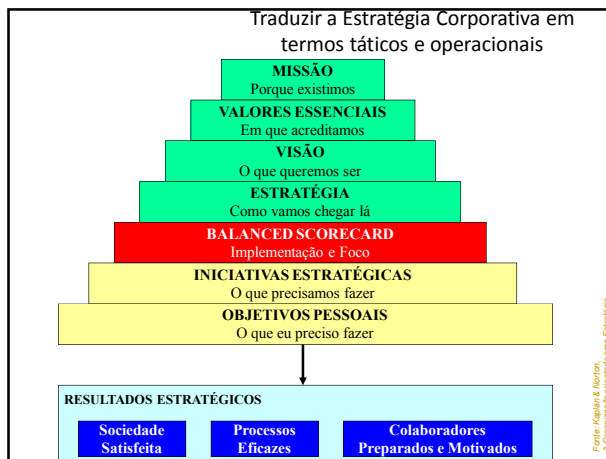 Traduzir a Estratégia Corporativa em
termos táticos e operacionais
MISSÃO
Porque existimos
VALORES ESSENCIAIS
Em que acreditamos
VISÃO
O que queremos ser
ESTRATÉGIA
Como vamos chegar lá
BALANCED SCORECARD
Implementação e Foco
INICIATIVAS ESTRATÉGICAS
O que precisamos fazer
OBJETIVOS PESSOAIS
O que eu preciso fazer
RESULTADOS ESTRATÉGICOS
Sociedade
Satisfeita
Processos
Eficazes
Colaboradores
Preparados e Motivados
Fonte: Kaplan & Norton,